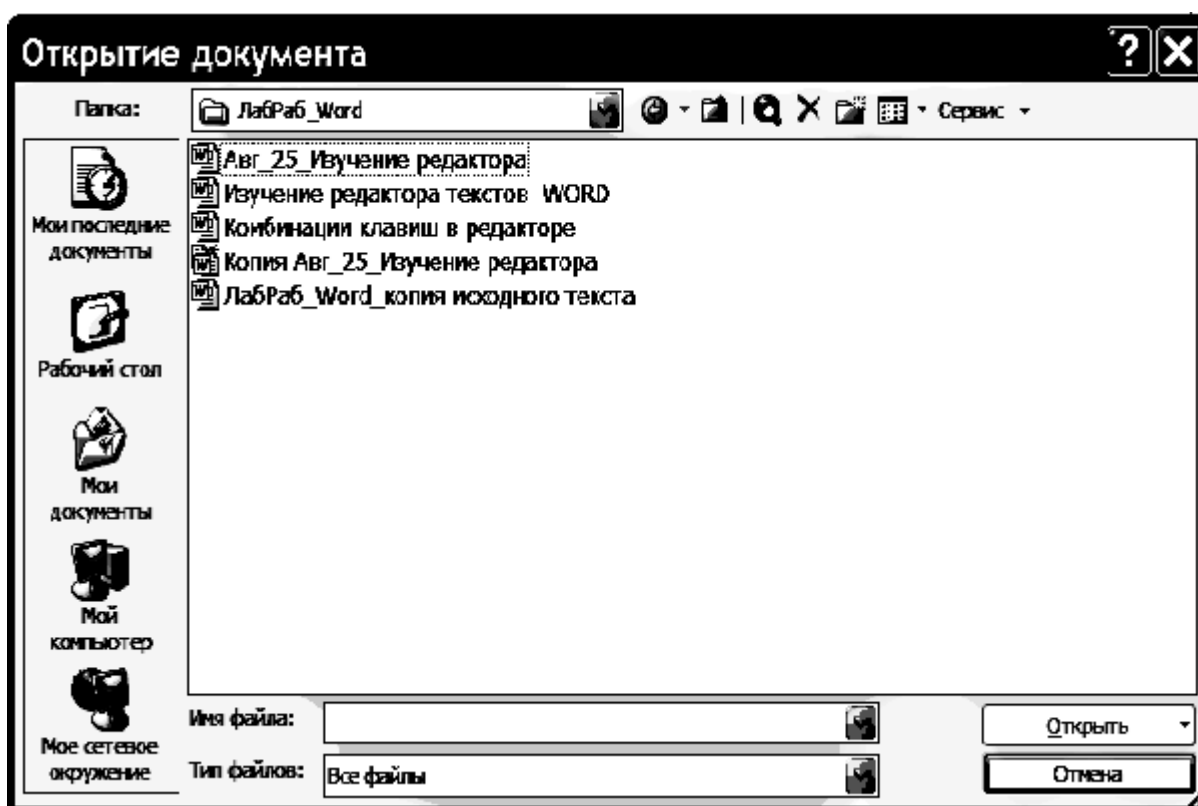 Открытие документа
Папка:
ЛабРаб_Word
Сервис
Авг_25_Изучение редактора
Изучение редактора текстов WORD
Комбинации клавиш в редакторе
Копия Авг_25_Изучение редактора
ЛабРаб_Word_копия исходного текста
Мои последние
документы
Рабочий стол
Мои
документы
Мой
компьютер
Мое сетевое
окружение
Имя файла:
Открыть
Тип файлов:
Все файлы
Отмена